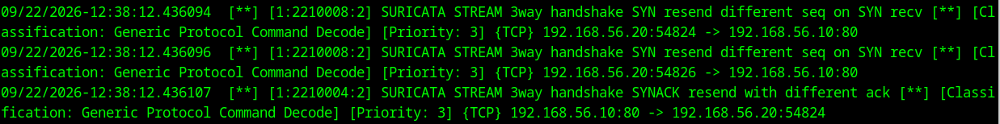 09/22/2026-12:38:12.436094  [**] [1:2210008:2] SURICATA STREAM 3way handshake SYN resend different seq on SYN recv [**] [Cl
assification: Generic Protocol Command Decode] [Priority: 3] {TCP} 192.168.56.20:54824 -> 192.168.56.10:80
09/22/2026-12:38:12.436096  [**] [1:2210008:2] SURICATA STREAM 3way handshake SYN resend different seq on SYN recv [**] [Cl
assification: Generic Protocol Command Decode] [Priority: 3] {TCP} 192.168.56.20:54826 -> 192.168.56.10:80
09/22/2026-12:38:12.436107  [**] [1:2210004:2] SURICATA STREAM 3way handshake SYNACK resend with different ack [**] [Classi
fication: Generic Protocol Command Decode] [Priority: 3] {TCP} 192.168.56.10:80 -> 192.168.56.20:54824